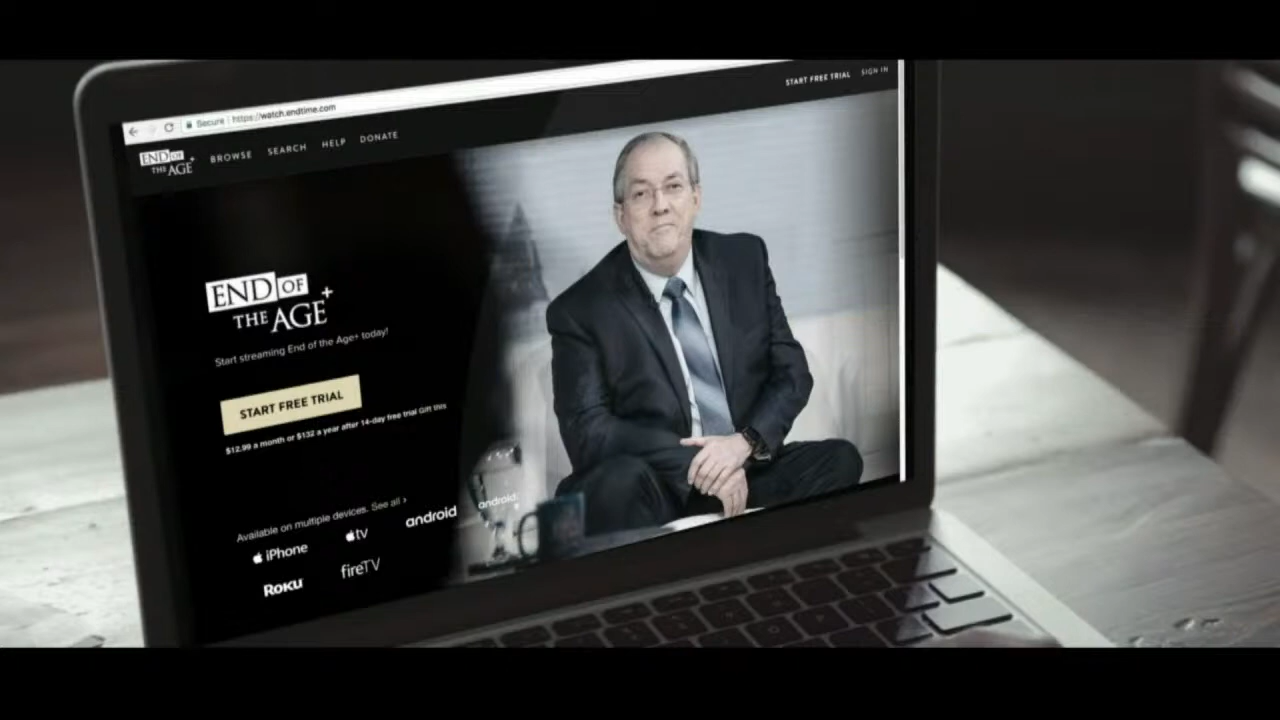 START FREE TRIAL SIGN IN
Secure https://watch.endtime.com
END OF THE AGE+ BROWSE SEARCH HELP DONATE
END OF
THE AGE+
Start streaming End of the Age+ today!
START FREE TRIAL
$12.99 a month or $132 a year after 14-day free trial Gift this
Available on multiple devices. See all >
iPhone tv android android
Roku fireTV